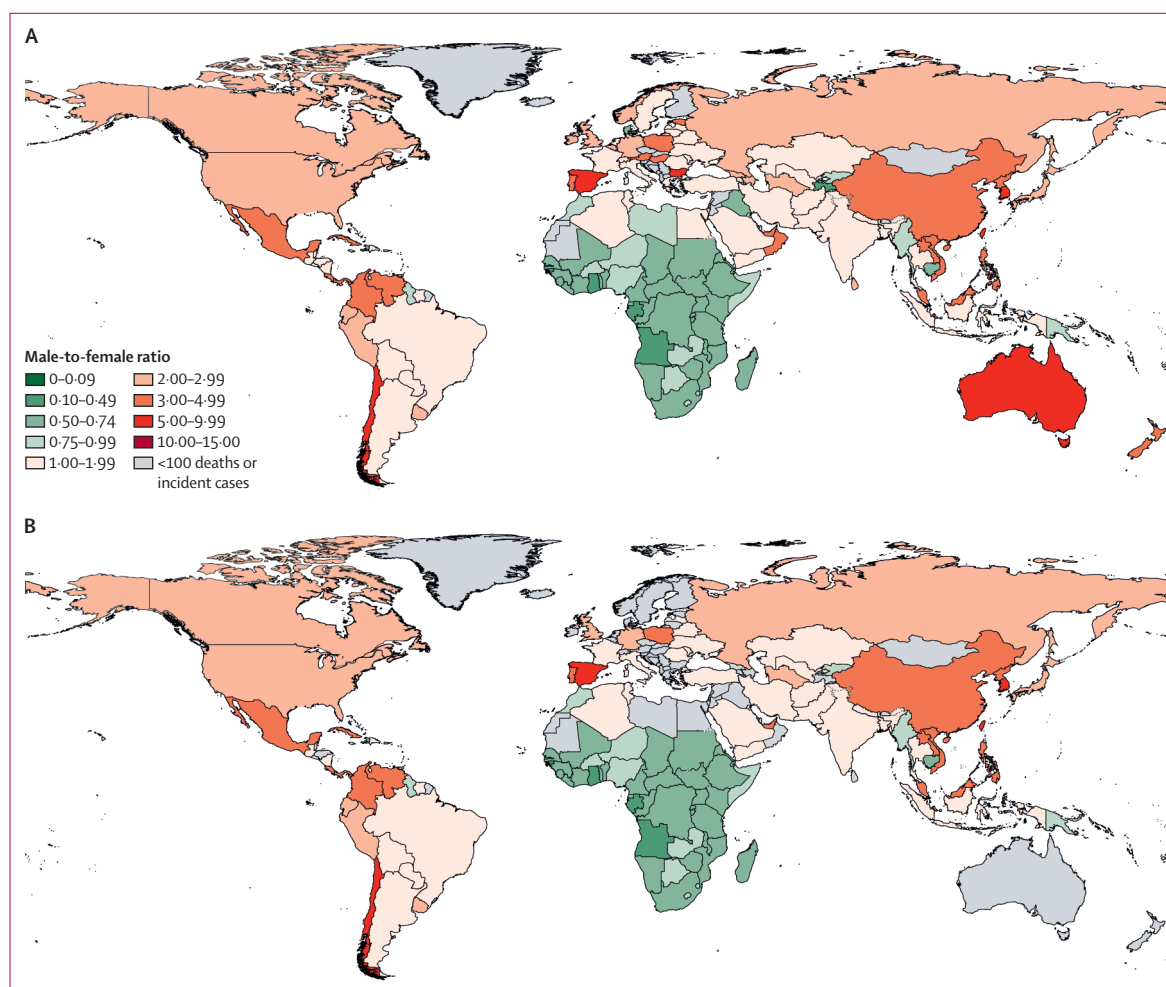 A
Male-to-female ratio
0–0·09
0·10–0·49
0·50–0·74
0·75–0·99
1·00–1·99
2·00–2·99
3·00–4·99
5·00–9·99
10·00–15·00
<100 deaths or
incident cases
B